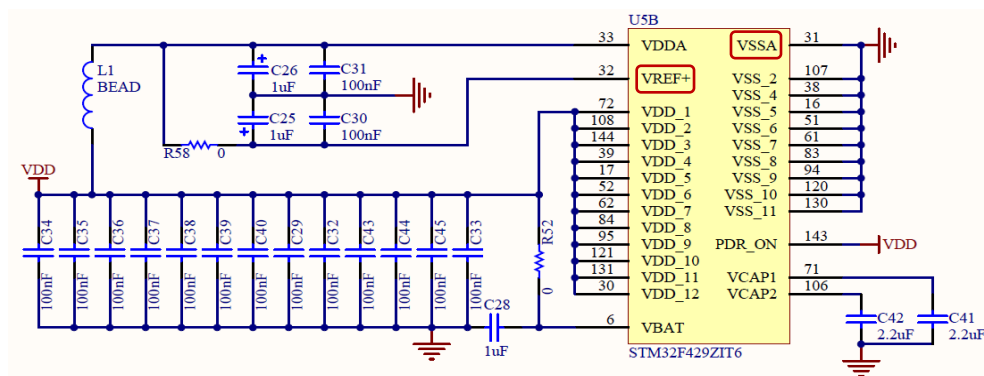 U5B
L1
BEAD
C26
1uF
C31
100nF
C25
1uF
C30
100nF
R58
0
VDD
C34
100nF
C35
100nF
C36
100nF
C37
100nF
C38
100nF
C39
100nF
C40
100nF
C29
100nF
C32
100nF
C43
100nF
C44
100nF
C45
100nF
C33
100nF
R52
0
C28
1uF
33 VDDA VSSA 31
32 VREF+ VSS_2 107
VSS_4 38
72 VDD_1 VSS_5 16
108 VDD_2 VSS_6 51
144 VDD_3 VSS_7 61
39 VDD_4 VSS_8 83
17 VDD_5 VSS_9 94
52 VDD_6 VSS_10 120
62 VDD_7 VSS_11 130
84 VDD_8
95 VDD_9 PDR_ON 143 VDD
121 VDD_10
131 VDD_11 VCAP1 71
30 VDD_12 VCAP2 106
6 VBAT
C42
2.2uF
C41
2.2uF
STM32F429ZIT6